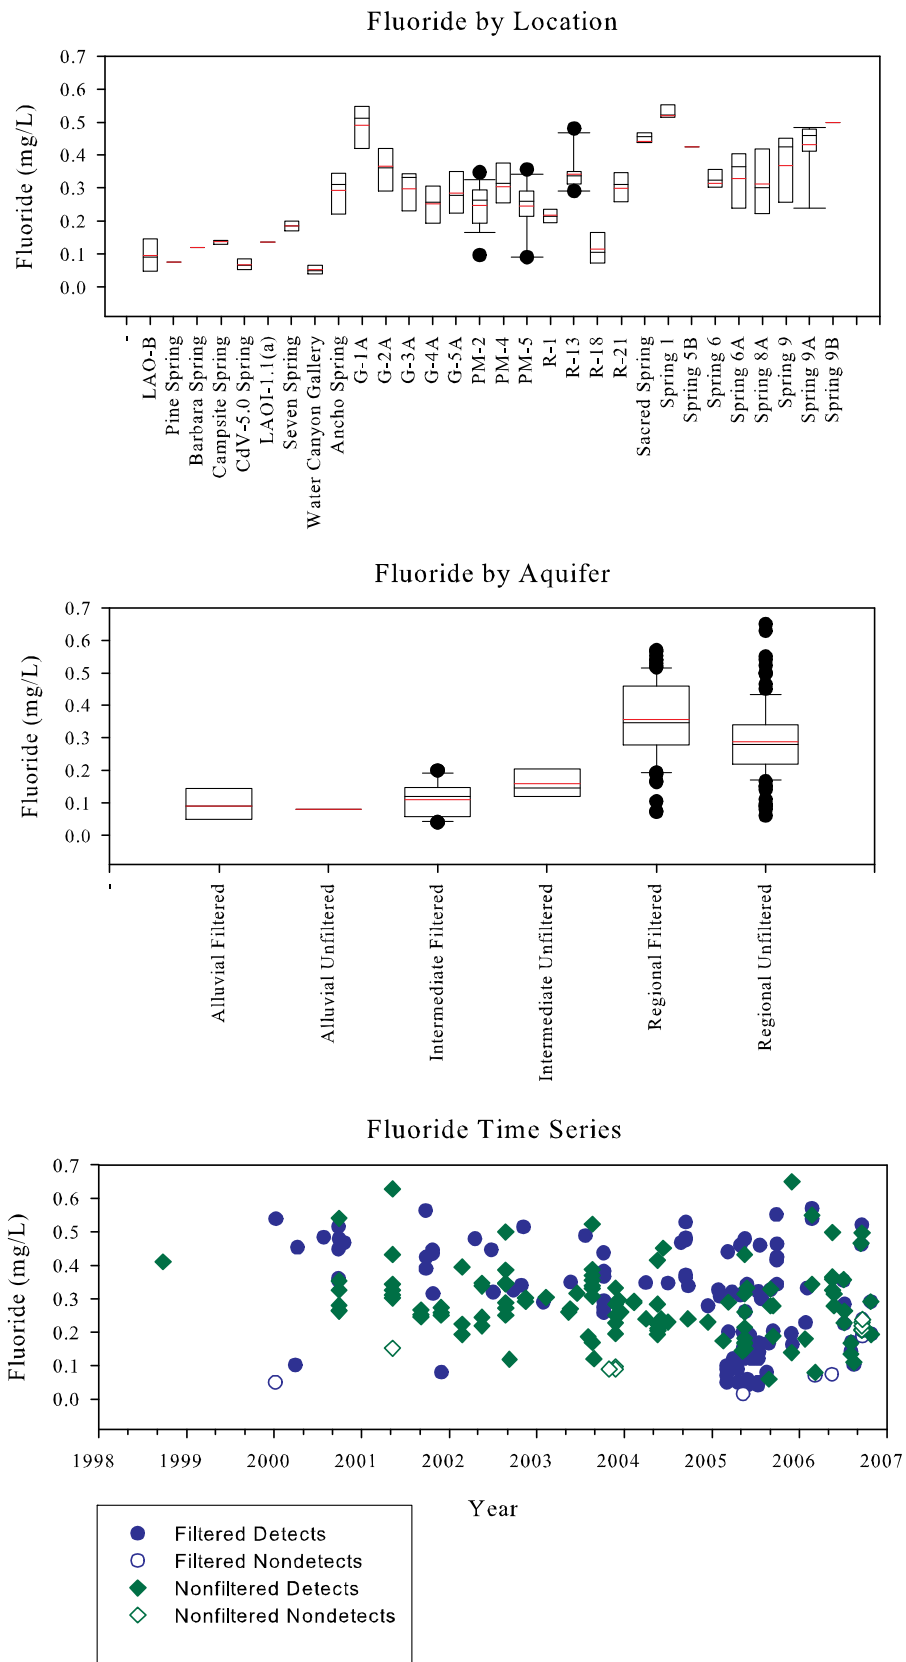 Fluoride by Location
Fluoride (mg/L)
0.7
0.6
0.5
0.4
0.3
0.2
0.1
0.0
-
LAO-B
Pine Spring
Barbara Spring
Campsite Spring
CdV-5.0 Spring
LAOI-1.1(a)
Seven Spring
Water Canyon Gallery
Ancho Spring
G-1A
G-2A
G-3A
G-4A
G-5A
PM-2
PM-4
PM-5
R-1
R-13
R-18
R-21
Sacred Spring
Spring 1
Spring 5B
Spring 6
Spring 6A
Spring 8A
Spring 9
Spring 9A
Spring 9B
Fluoride by Aquifer
Fluoride (mg/L)
0.7
0.6
0.5
0.4
0.3
0.2
0.1
0.0
-
Alluvial Filtered
Alluvial Unfiltered
Intermediate Filtered
Intermediate Unfiltered
Regional Filtered
Regional Unfiltered
Fluoride Time Series
Fluoride (mg/L)
0.7
0.6
0.5
0.4
0.3
0.2
0.1
0.0
1998 1999 2000 2001 2002 2003 2004 2005 2006 2007
Year
Filtered Detects
Filtered Nondetects
Nonfiltered Detects
Nonfiltered Nondetects